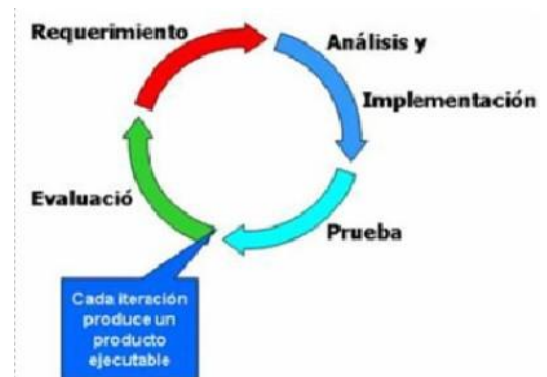 Requerimiento
Análisis y
Implementación
Evaluació
Prueba
Cada iteración
produce un
producto
ejecutable